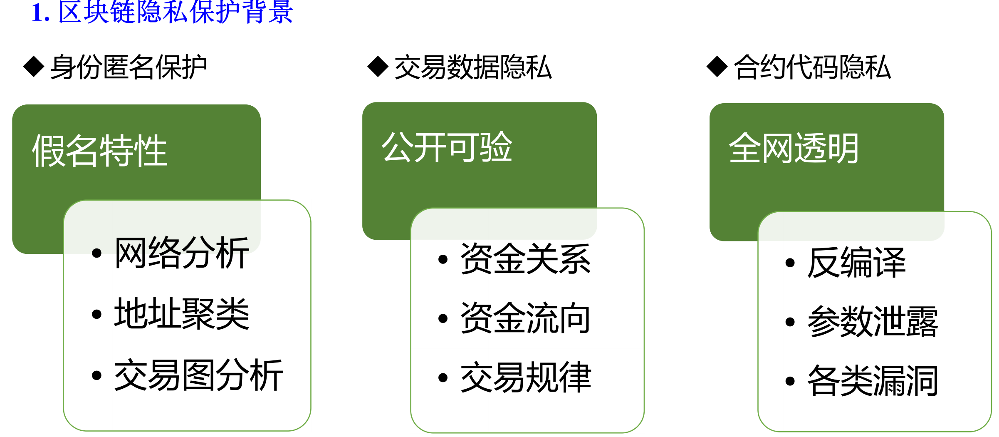 1. 区块链隐私保护背景
◆ 身份匿名保护
假名特性
• 网络分析
• 地址聚类
• 交易图分析
◆ 交易数据隐私
公开可验
• 资金关系
• 资金流向
• 交易规律
◆ 合约代码隐私
全网透明
• 反编译
• 参数泄露
• 各类漏洞